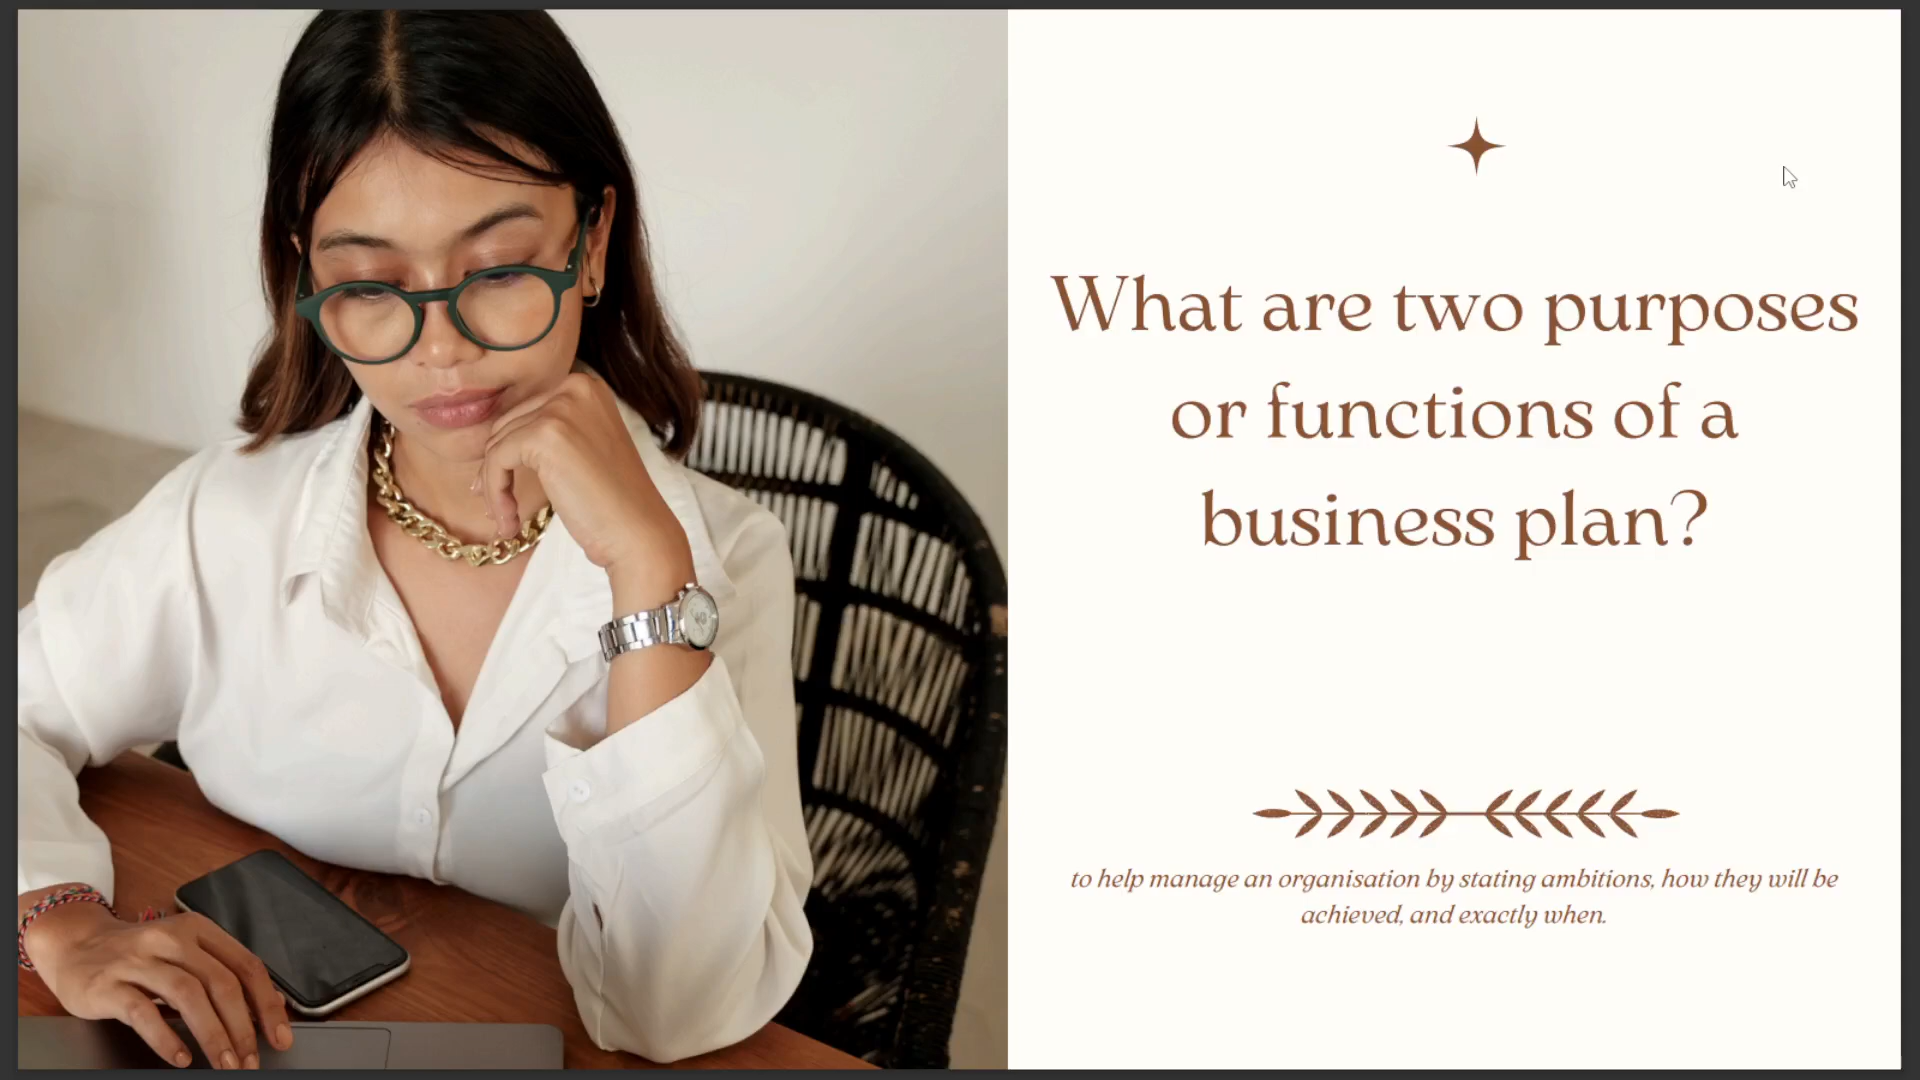 What are two purposes
or functions of a
business plan?
to help manage an organisation by stating ambitions, how they will be
achieved, and exactly when.